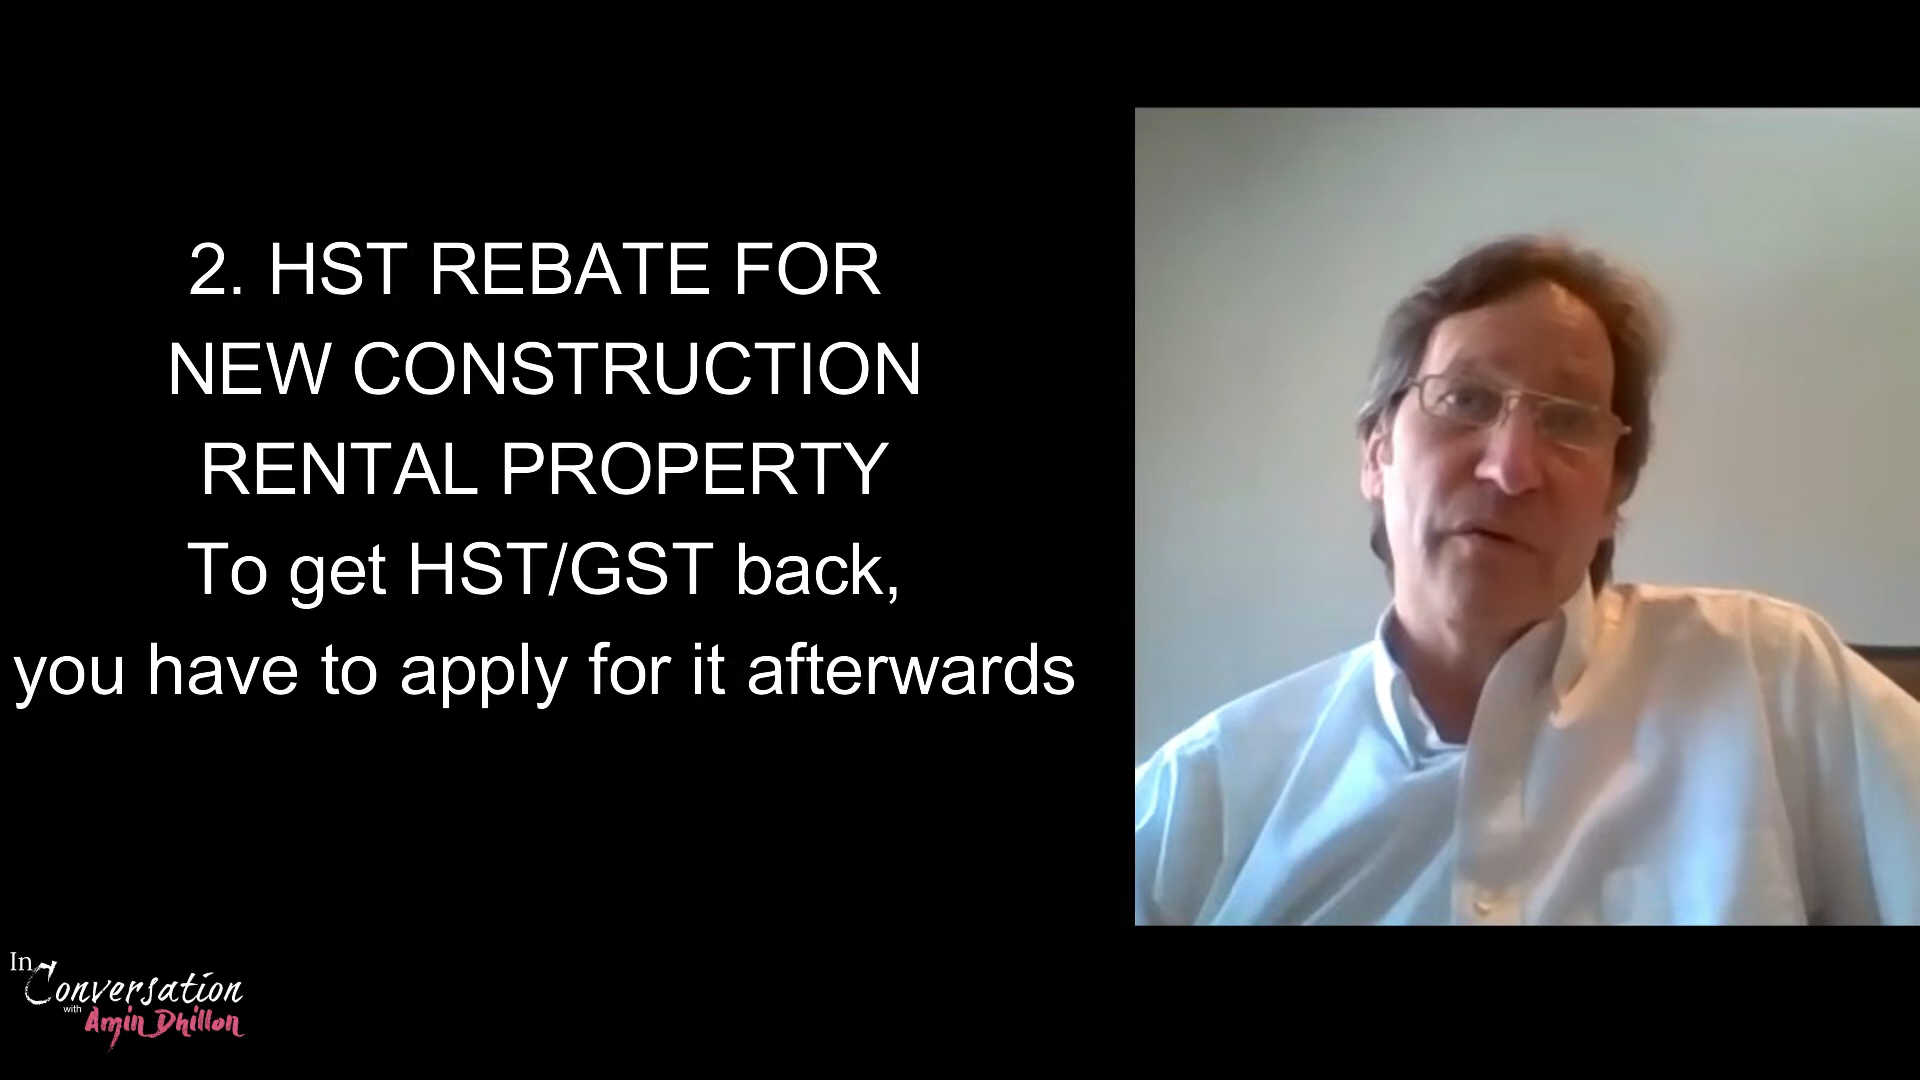 2. HST REBATE FOR
NEW CONSTRUCTION
RENTAL PROPERTY
To get HST/GST back,
you have to apply for it afterwards
In
Conversation
with
Amin Dhillon